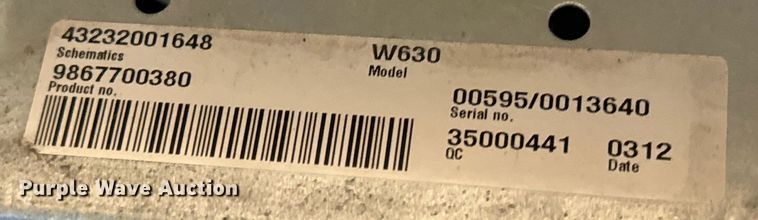 43232001648
Schematics
W630
Model
9867700380
Product no.
00595/0013640
Serial no.
35000441
QC
0312
Date
Purple Wave Auction